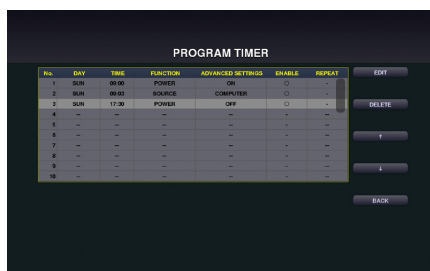 PROGRAM TIMER
No. DAY TIME FUNCTION ADVANCED SETTINGS ENABLE REPEAT EDIT
1 SUN 09:00 POWER ON ○ -
2 SUN 09:03 SOURCE COMPUTER ○ -
3 SUN 17:30 POWER OFF ○ - DELETE
4 -- -- -- -- - --
5 -- -- -- -- - --
6 -- -- -- -- - -- ↑
7 -- -- -- -- - --
8 -- -- -- -- - --
9 -- -- -- -- - -- ↓
10 -- -- -- -- - --
BACK